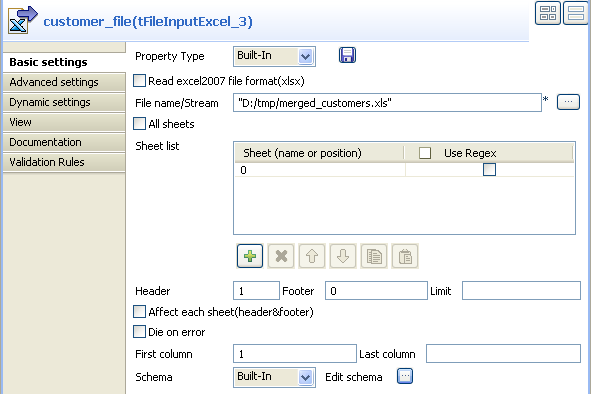 customer_file(tFileInputExcel_3)
Basic settings
Advanced settings
Dynamic settings
View
Documentation
Validation Rules
Property Type Built-In
Read excel2007 file format(xlsx)
File name/Stream "D:/tmp/merged_customers.xls" * ...
All sheets
Sheet list
Sheet (name or position) Use Regex
0
Header 1 Footer 0 Limit
Affect each sheet(header&footer)
Die on error
First column 1 Last column
Schema Built-In Edit schema ...